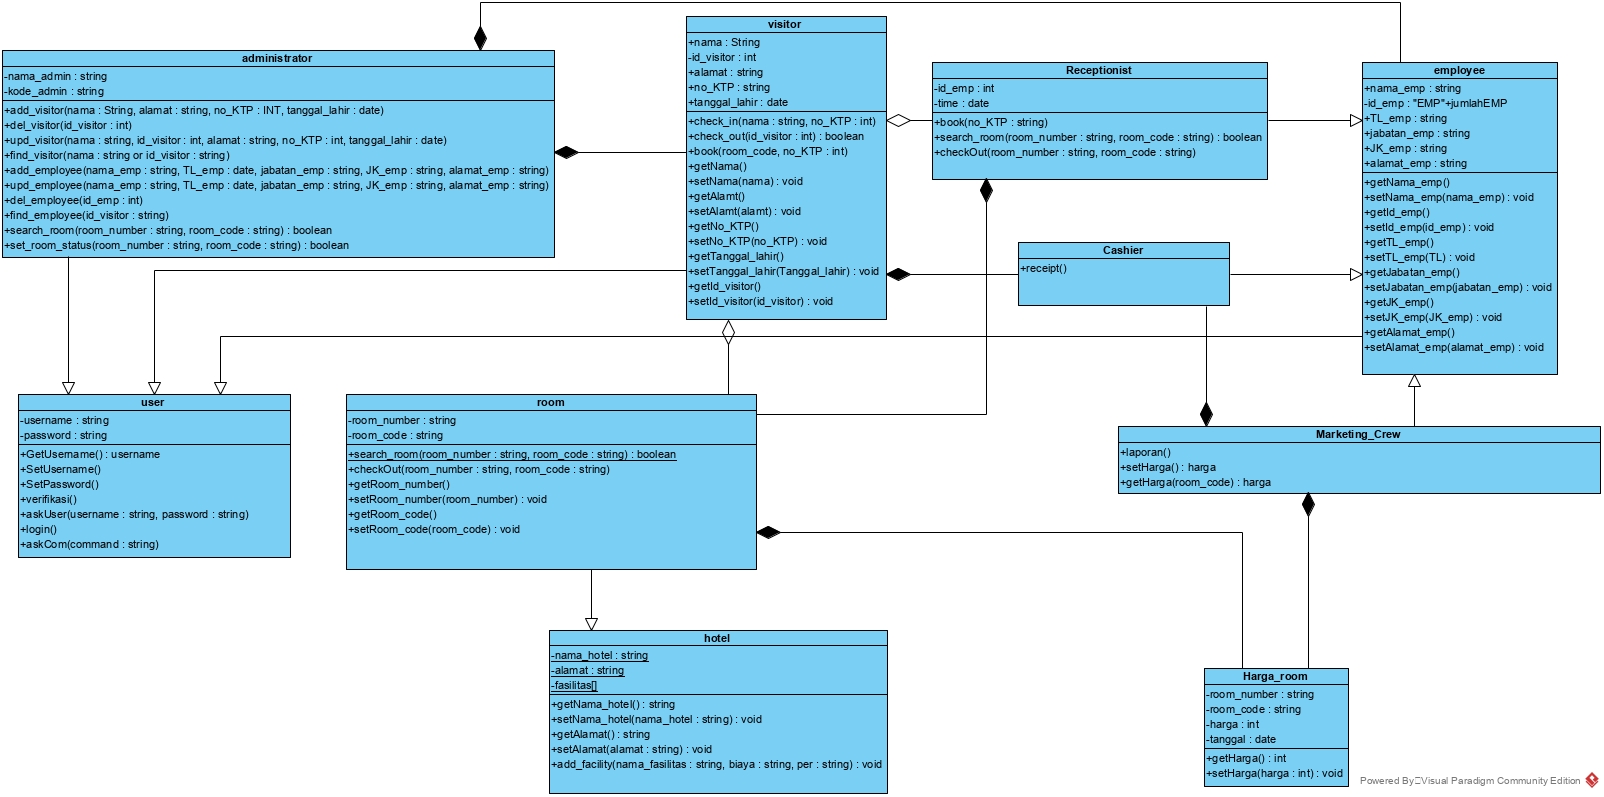 administrator
-nama_admin : string
-kode_admin : string
+add_visitor(nama : String, alamat : string, no_KTP : INT, tanggal_lahir : date)
+del_visitor(id_visitor : int)
+upd_visitor(nama : string, id_visitor : int, alamat : string, no_KTP : int, tanggal_lahir : date)
+find_visitor(nama : string or id_visitor : string)
+add_employee(nama_emp : string, TL_emp : date, jabatan_emp : string, JK_emp : string, alamat_emp : string)
+upd_employee(nama_emp : string, TL_emp : date, jabatan_emp : string, JK_emp : string, alamat_emp : string)
+del_employee(id_emp : int)
+find_employee(id_visitor : string)
+search_room(room_number : string, room_code : string) : boolean
+set_room_status(room_number : string, room_code : string) : boolean
visitor
+nama : String
-id_visitor : int
+alamat : string
+no_KTP : string
+tanggal_lahir : date
+check_in(nama : string, no_KTP : int)
+check_out(id_visitor : int) : boolean
+book(room_code, no_KTP : int)
+getNama()
+setNama(nama) : void
+getAlamt()
+setAlamt(alamt) : void
+getNo_KTP()
+setNo_KTP(no_KTP) : void
+getTanggal_lahir()
+setTanggal_lahir(Tanggal_lahir) : void
+getId_visitor()
+setId_visitor(id_visitor) : void
Receptionist
-id_emp : int
-time : date
+book(no_KTP : string)
+search_room(room_number : string, room_code : string) : boolean
+checkOut(room_number : string, room_code : string)
employee
+nama_emp : string
-id_emp : "EMP"+jumlahEMP
+TL_emp : string
+jabatan_emp : string
+JK_emp : string
+alamat_emp : string
+getNama_emp()
+setNama_emp(nama_emp) : void
+getId_emp()
+setId_emp(id_emp) : void
+getTL_emp()
+setTL_emp(TL) : void
+getJabatan_emp()
+setJabatan_emp(jabatan_emp) : void
+getJK_emp()
+setJK_emp(JK_emp) : void
+getAlamat_emp()
+setAlamat_emp(alamat_emp) : void
Cashier
+receipt()
user
-username : string
-password : string
+GetUsername() : username
+SetUsername()
+SetPassword()
+verifikasi()
+askUser(username : string, password : string)
+login()
+askCom(command : string)
room
-room_number : string
-room_code : string
+search_room(room_number : string, room_code : string) : boolean
+checkOut(room_number : string, room_code : string)
+getRoom_number()
+setRoom_number(room_number) : void
+getRoom_code()
+setRoom_code(room_code) : void
Marketing_Crew
+laporan()
+setHarga() : harga
+getHarga(room_code) : harga
hotel
-nama_hotel : string
-alamat : string
-fasilitas[]
+getNama_hotel() : string
+setNama_hotel(nama_hotel : string) : void
+getAlamat() : string
+setAlamat(alamat : string) : void
+add_facility(nama_fasilitas : string, biaya : string, per : string) : void
Harga_room
-room_number : string
-room_code : string
-harga : int
-tanggal : date
+getHarga() : int
+setHarga(harga : int) : void
Powered By Visual Paradigm Community Edition